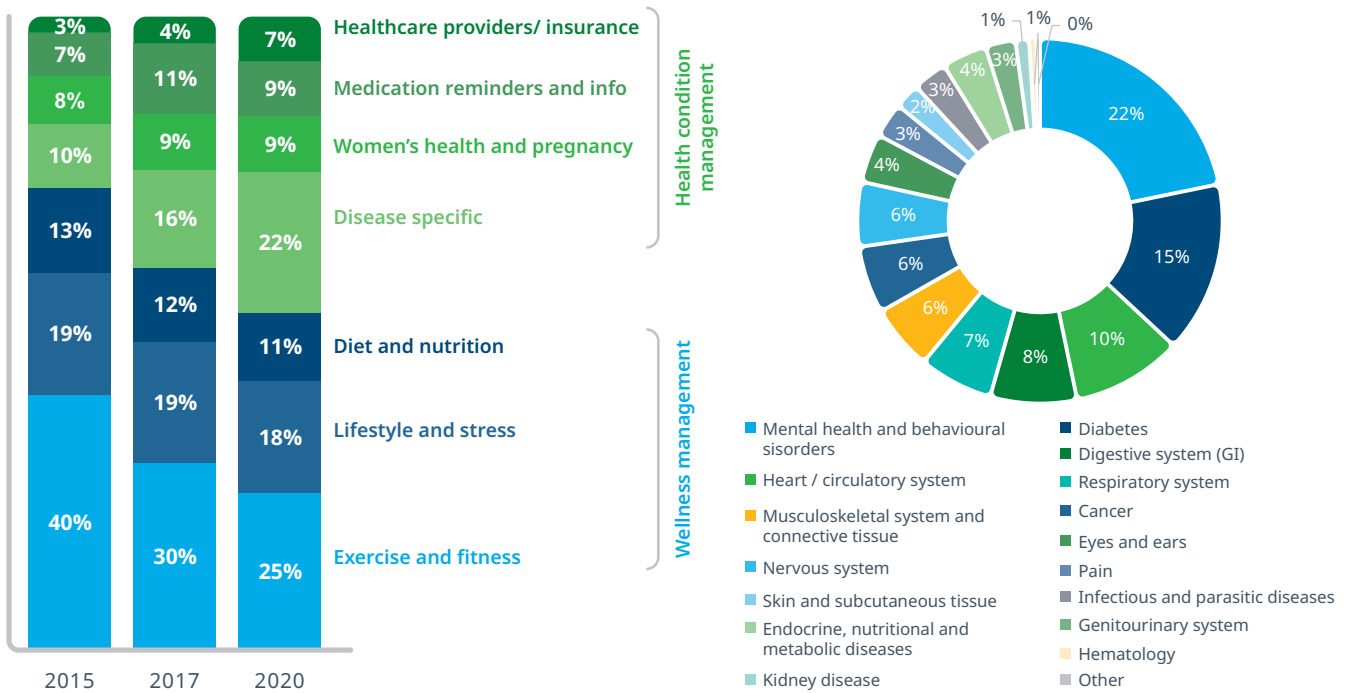 3%
7%
8%
10%
13%
19%
40%
2015
4%
11%
9%
16%
12%
19%
30%
2017
7%
9%
9%
22%
11%
18%
25%
2020
Healthcare providers/ insurance
Medication reminders and info
Women’s health and pregnancy
Disease specific
Diet and nutrition
Lifestyle and stress
Exercise and fitness
Health condition
management
Wellness management
22%
15%
10%
8%
7%
6%
6%
6%
4%
3%
2%
3%
4%
3%
1%
1%
0%
Mental health and behavioural
sisorders
Heart / circulatory system
Musculoskeletal system and
connective tissue
Nervous system
Skin and subcutaneous tissue
Endocrine, nutritional and
metabolic diseases
Kidney disease
Diabetes
Digestive system (GI)
Respiratory system
Cancer
Eyes and ears
Pain
Infectious and parasitic diseases
Genitourinary system
Hematology
Other